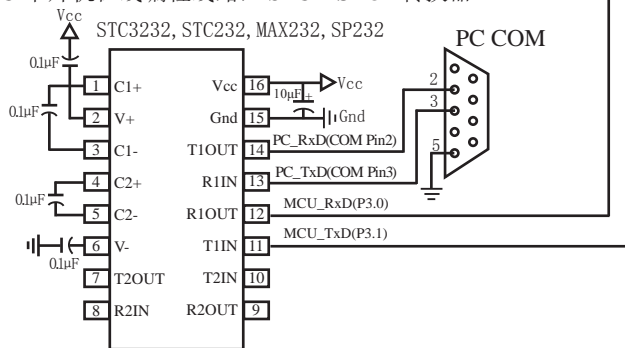 Vcc
STC3232, STC232, MAX232, SP232
PC COM
0.1μF
0.1μF
0.1μF
0.1μF
1 C1+
2 V+
3 C1-
4 C2+
5 C2-
6 V-
7 T2OUT
8 R2IN
Vcc 16
Gnd 15
T1OUT 14
R1IN 13
R1OUT 12
T1IN 11
T2IN 10
R2OUT 9
Vcc
10μF +
Gnd
PC_RxD(COM Pin2)
PC_TxD(COM Pin3)
MCU_RxD(P3.0)
MCU_TxD(P3.1)
2
3
5